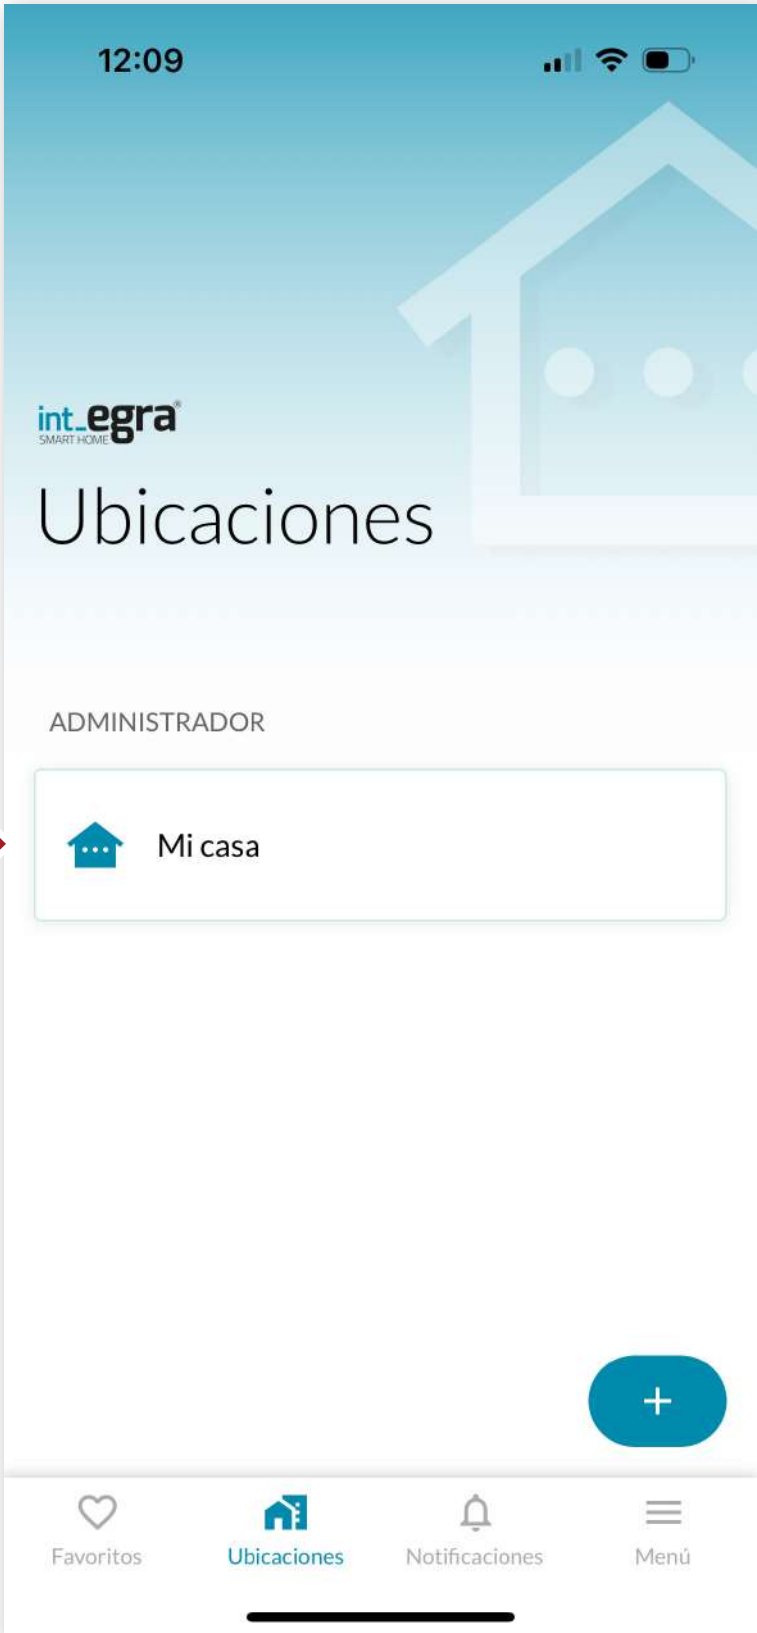 12:09
int_egra®
SMART HOME
Ubicaciones
ADMINISTRADOR
Mi casa
+
Favoritos
Ubicaciones
Notificaciones
Menú